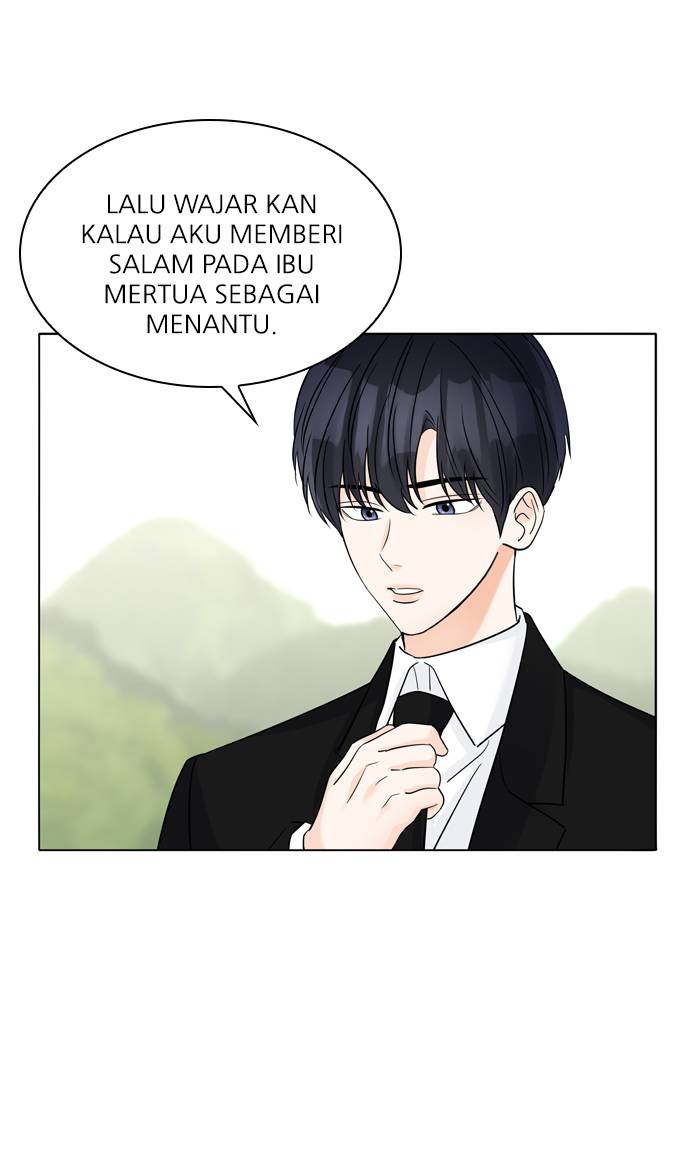 LALU WAJAR KAN
KALAU AKU MEMBERI
SALAM PADA IBU
MERTUA SEBAGAI
MENANTU.